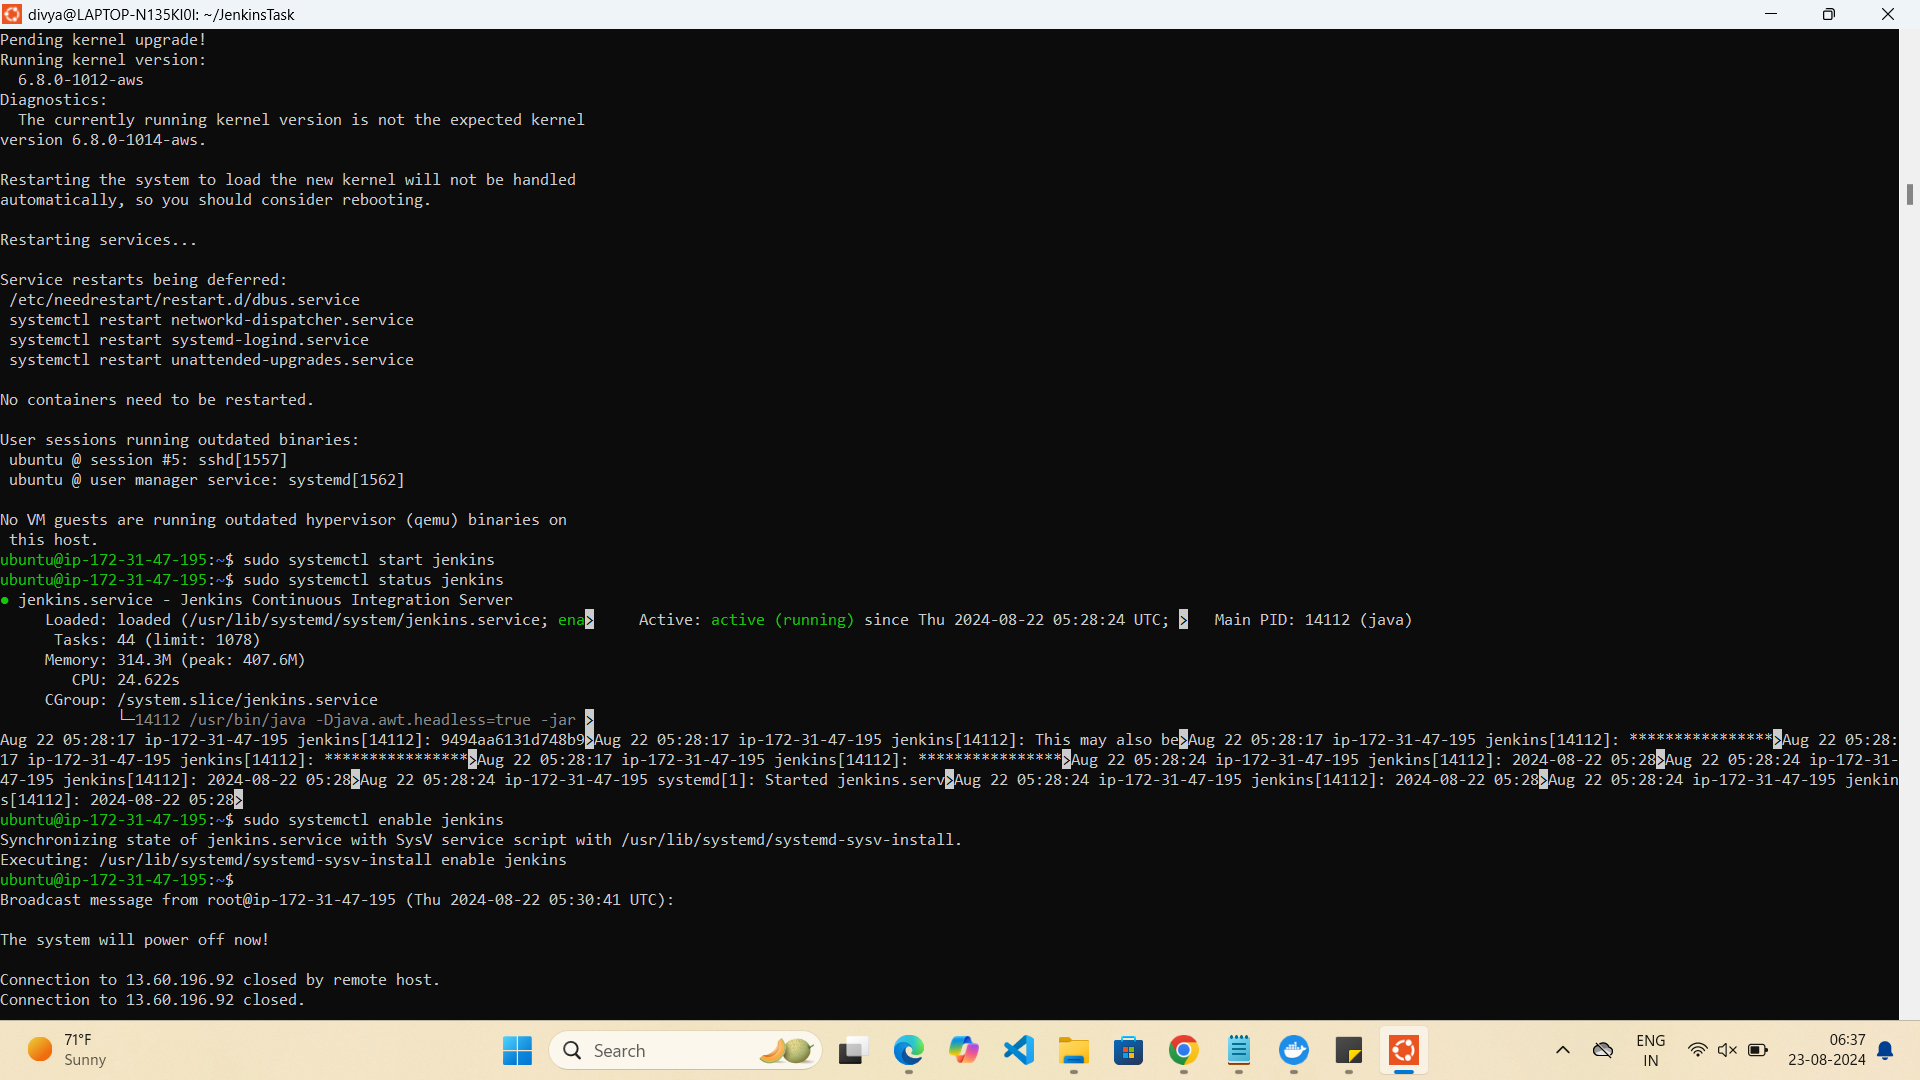 divya@LAPTOP-N135KI0I: ~/JenkinsTask
Pending kernel upgrade!
Running kernel version:
  6.8.0-1012-aws
Diagnostics:
  The currently running kernel version is not the expected kernel
version 6.8.0-1014-aws.
Restarting the system to load the new kernel will not be handled
automatically, so you should consider rebooting.
Restarting services...
Service restarts being deferred:
 /etc/needrestart/restart.d/dbus.service
 systemctl restart networkd-dispatcher.service
 systemctl restart systemd-logind.service
 systemctl restart unattended-upgrades.service
No containers need to be restarted.
User sessions running outdated binaries:
 ubuntu @ session #5: sshd[1557]
 ubuntu @ user manager service: systemd[1562]
No VM guests are running outdated hypervisor (qemu) binaries on
 this host.
ubuntu@ip-172-31-47-195:~$ sudo systemctl start jenkins
ubuntu@ip-172-31-47-195:~$ sudo systemctl status jenkins
● jenkins.service - Jenkins Continuous Integration Server
     Loaded: loaded (/usr/lib/systemd/system/jenkins.service; ena>     Active: active (running) since Thu 2024-08-22 05:28:24 UTC; >   Main PID: 14112 (java)
      Tasks: 44 (limit: 1078)
     Memory: 314.3M (peak: 407.6M)
        CPU: 24.622s
     CGroup: /system.slice/jenkins.service
             └─14112 /usr/bin/java -Djava.awt.headless=true -jar >
Aug 22 05:28:17 ip-172-31-47-195 jenkins[14112]: 9494aa6131d748b9>Aug 22 05:28:17 ip-172-31-47-195 jenkins[14112]: This may also be>Aug 22 05:28:17 ip-172-31-47-195 jenkins[14112]: ****************>Aug 22 05:28:
17 ip-172-31-47-195 jenkins[14112]: ****************>Aug 22 05:28:17 ip-172-31-47-195 jenkins[14112]: ****************>Aug 22 05:28:24 ip-172-31-47-195 jenkins[14112]: 2024-08-22 05:28>Aug 22 05:28:24 ip-172-31-
47-195 jenkins[14112]: 2024-08-22 05:28>Aug 22 05:28:24 ip-172-31-47-195 systemd[1]: Started jenkins.serv>Aug 22 05:28:24 ip-172-31-47-195 jenkins[14112]: 2024-08-22 05:28>Aug 22 05:28:24 ip-172-31-47-195 jenkin
s[14112]: 2024-08-22 05:28>
ubuntu@ip-172-31-47-195:~$ sudo systemctl enable jenkins
Synchronizing state of jenkins.service with SysV service script with /usr/lib/systemd/systemd-sysv-install.
Executing: /usr/lib/systemd/systemd-sysv-install enable jenkins
ubuntu@ip-172-31-47-195:~$
Broadcast message from root@ip-172-31-47-195 (Thu 2024-08-22 05:30:41 UTC):
The system will power off now!
Connection to 13.60.196.92 closed by remote host.
Connection to 13.60.196.92 closed.
71°F
Sunny
Search
ENG
IN
06:37
23-08-2024